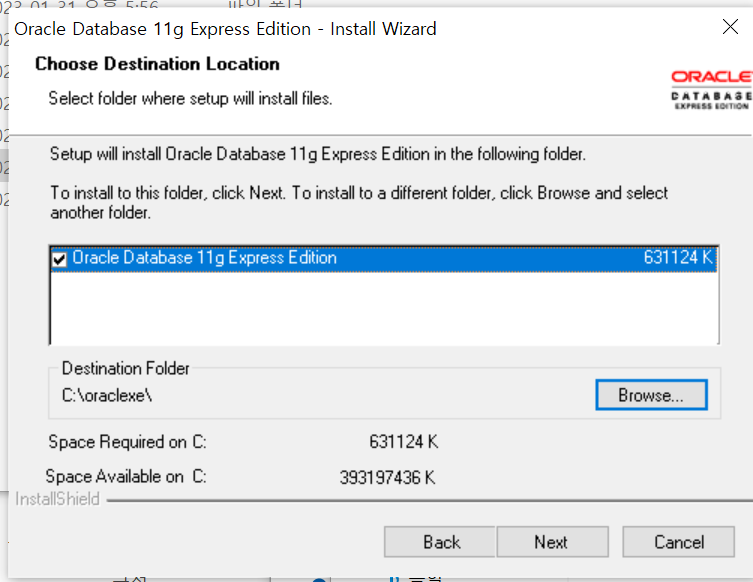 Oracle Database 11g Express Edition - Install Wizard
Choose Destination Location
Select folder where setup will install files.
ORACLE
DATABASE
EXPRESS EDITION
Setup will install Oracle Database 11g Express Edition in the following folder.
To install to this folder, click Next. To install to a different folder, click Browse and select
another folder.
Oracle Database 11g Express Edition 631124 K
Destination Folder
C:\oraclexe\
Browse...
Space Required on C: 631124 K
Space Available on C: 393197436 K
InstallShield
Back Next Cancel